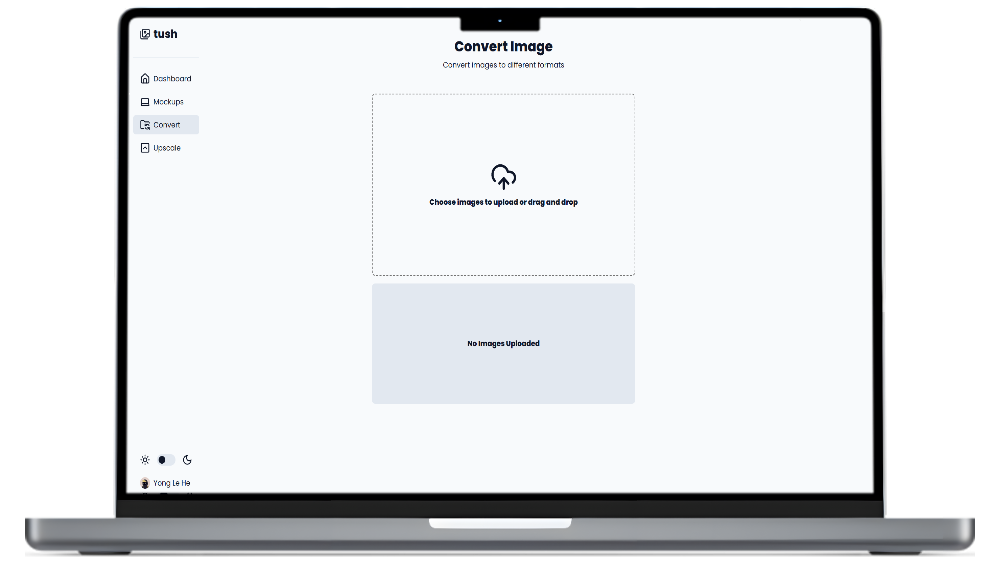 tush
Dashboard
Mockups
Convert
Upscale
Convert Image
Convert images to different formats
Choose images to upload or drag and drop
No Images Uploaded
Yong Le He